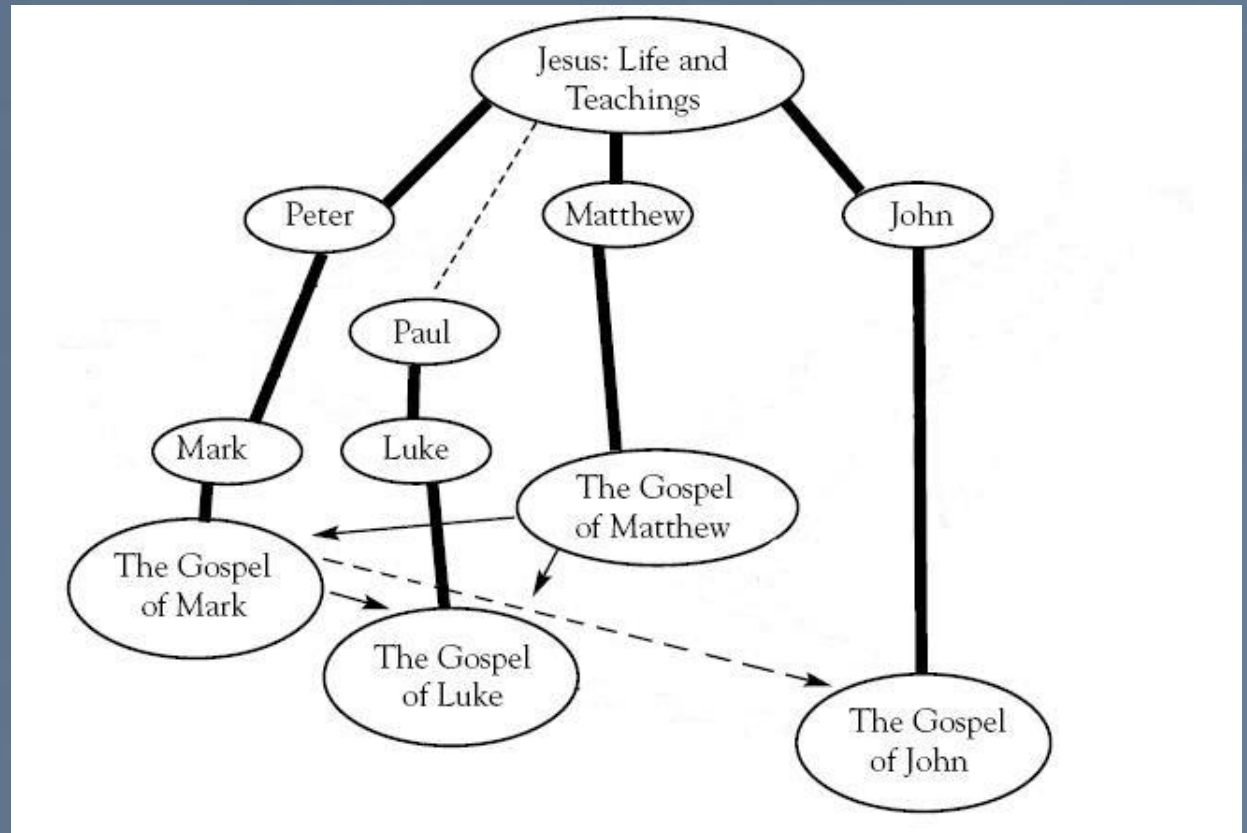 Jesus: Life and
Teachings
Peter
Matthew
John
Paul
Mark
Luke
The Gospel
of Matthew
The Gospel
of Mark
The Gospel
of Luke
The Gospel
of John